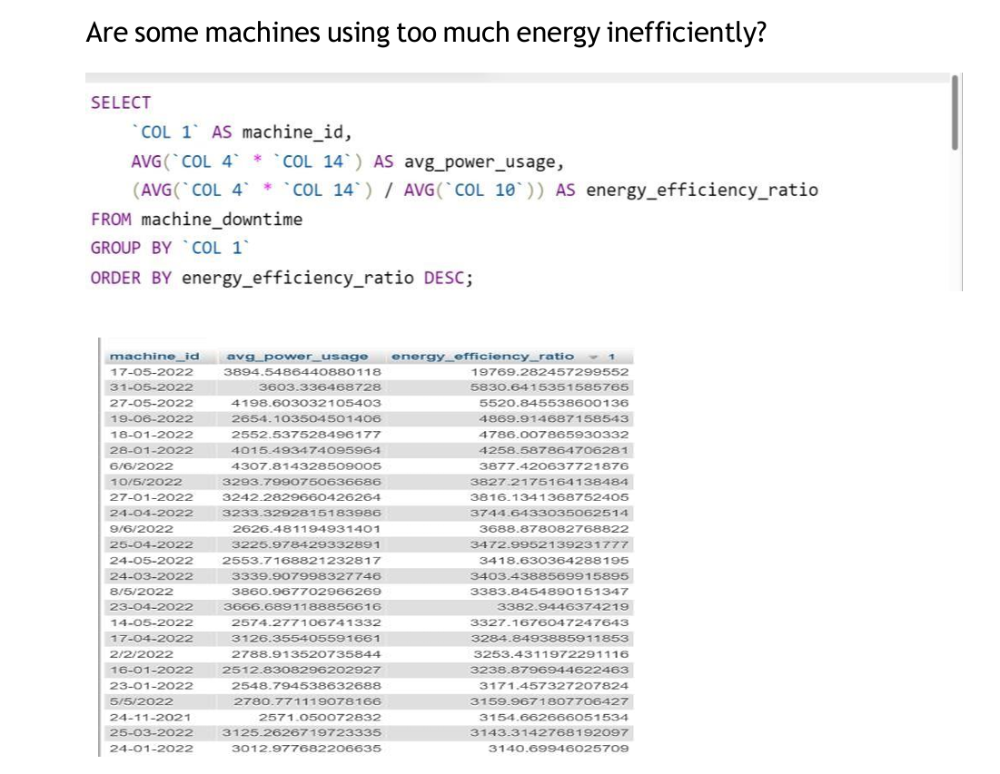 Are some machines using too much energy inefficiently?
SELECT
`COL 1` AS machine_id,
AVG(`COL 4` * `COL 14`) AS avg_power_usage,
(AVG(`COL 4` * `COL 14`) / AVG(`COL 10`)) AS energy_efficiency_ratio
FROM machine_downtime
GROUP BY `COL 1`
ORDER BY energy_efficiency_ratio DESC;
machine_id avg_power_usage energy_efficiency_ratio 1
17-05-2022 3894.5486440880118 19769.282457299552
31-05-2022 3603.336468728 5830.6415351585765
27-05-2022 4198.603032105403 5520.845538600136
19-06-2022 2654.103504501406 4869.914687158543
18-01-2022 2552.537528496177 4786.007865930332
28-01-2022 4015.493474095964 4258.587864706281
6/6/2022 4307.814328509005 3877.420637721876
10/5/2022 3293.7990750636686 3827.2175164138484
27-01-2022 3242.2829660426264 3816.1341368752405
24-04-2022 3233.3292815183986 3744.6433035062514
9/6/2022 2626.481194931401 3688.878082768822
25-04-2022 3225.978429332891 3472.9952139231777
24-05-2022 2553.7168821232817 3418.630364288195
24-03-2022 3339.907998327746 3403.4388569915895
8/5/2022 3860.967702966269 3383.8454890151347
23-04-2022 3666.6891188856616 3382.9446374219
14-05-2022 2574.277106741332 3327.1676047247643
17-04-2022 3126.355405591661 3284.8493885911853
2/2/2022 2788.913520735844 3253.4311972291116
16-01-2022 2512.8308296202927 3238.8796944622463
23-01-2022 2548.794538632688 3171.457327207824
5/5/2022 2780.771119078166 3159.9671807706427
24-11-2021 2571.050072832 3154.662666051534
25-03-2022 3125.2626719723335 3143.3142768192097
24-01-2022 3012.977682206635 3140.69946025709